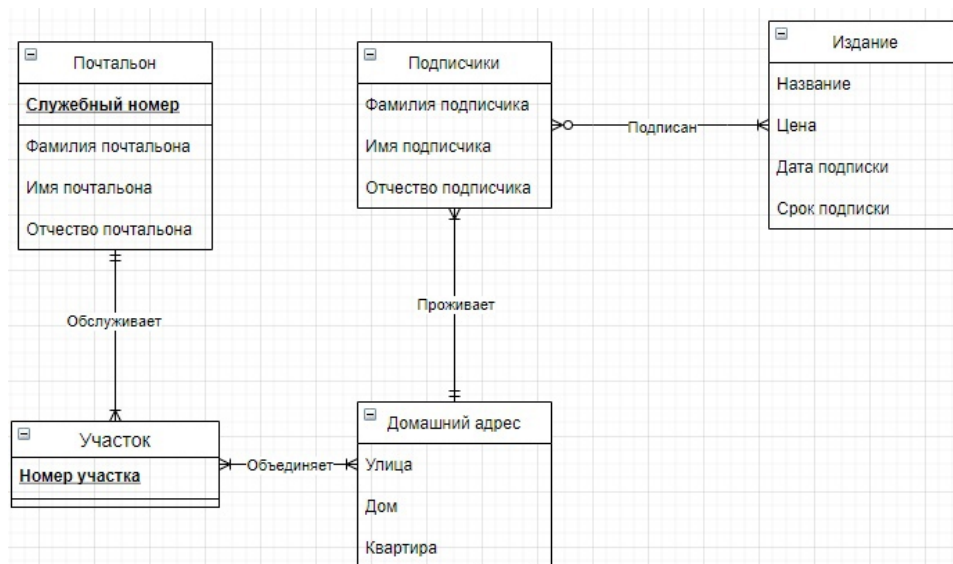 Почтальон
Служебный номер
Фамилия почтальона
Имя почтальона
Отчество почтальона
Подписчики
Фамилия подписчика
Имя подписчика
Отчество подписчика
Издание
Название
Цена
Дата подписки
Срок подписки
Подписан
Обслуживает
Проживает
Участок
Номер участка
Объединяет
Домашний адрес
Улица
Дом
Квартира